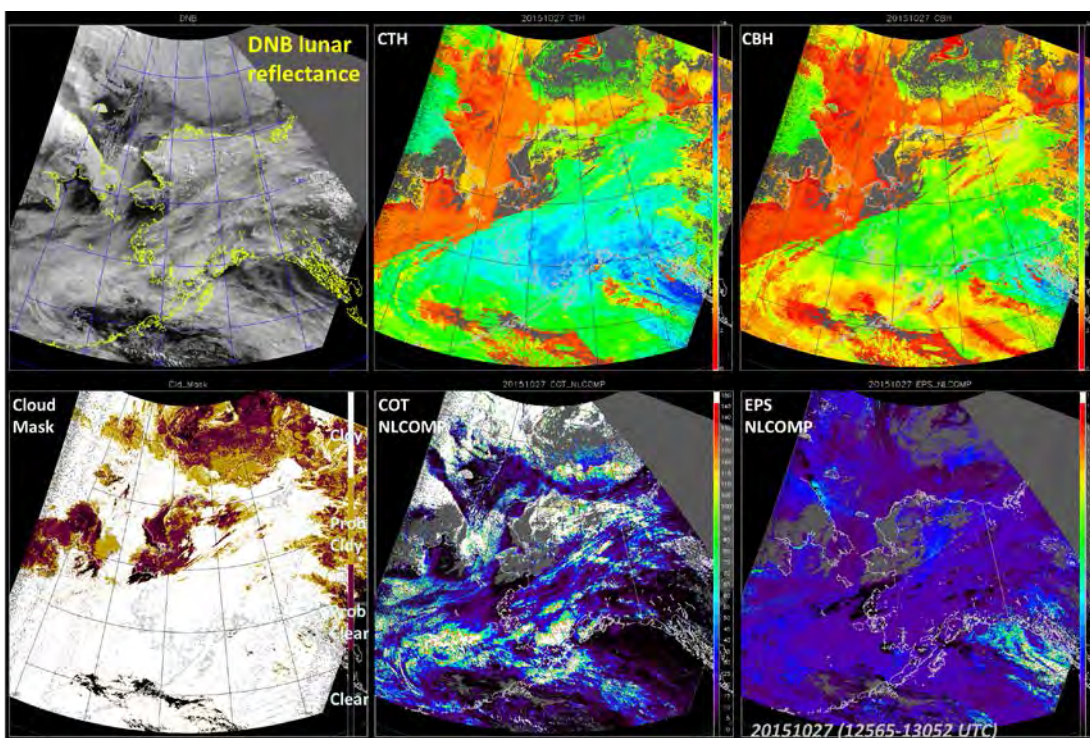 DNB
DNB lunar
reflectance
20151027 CTH
CTH
20151027 CBH
CBH
Cld_Mask
Cloud
Mask
Cldy
Prob
Cldy
Prob
Clear
Clear
20151027 COT_NLCOMP
COT
NLCOMP
20151027 EPS_NLCOMP
EPS
NLCOMP
20151027 (12565-13052 UTC)